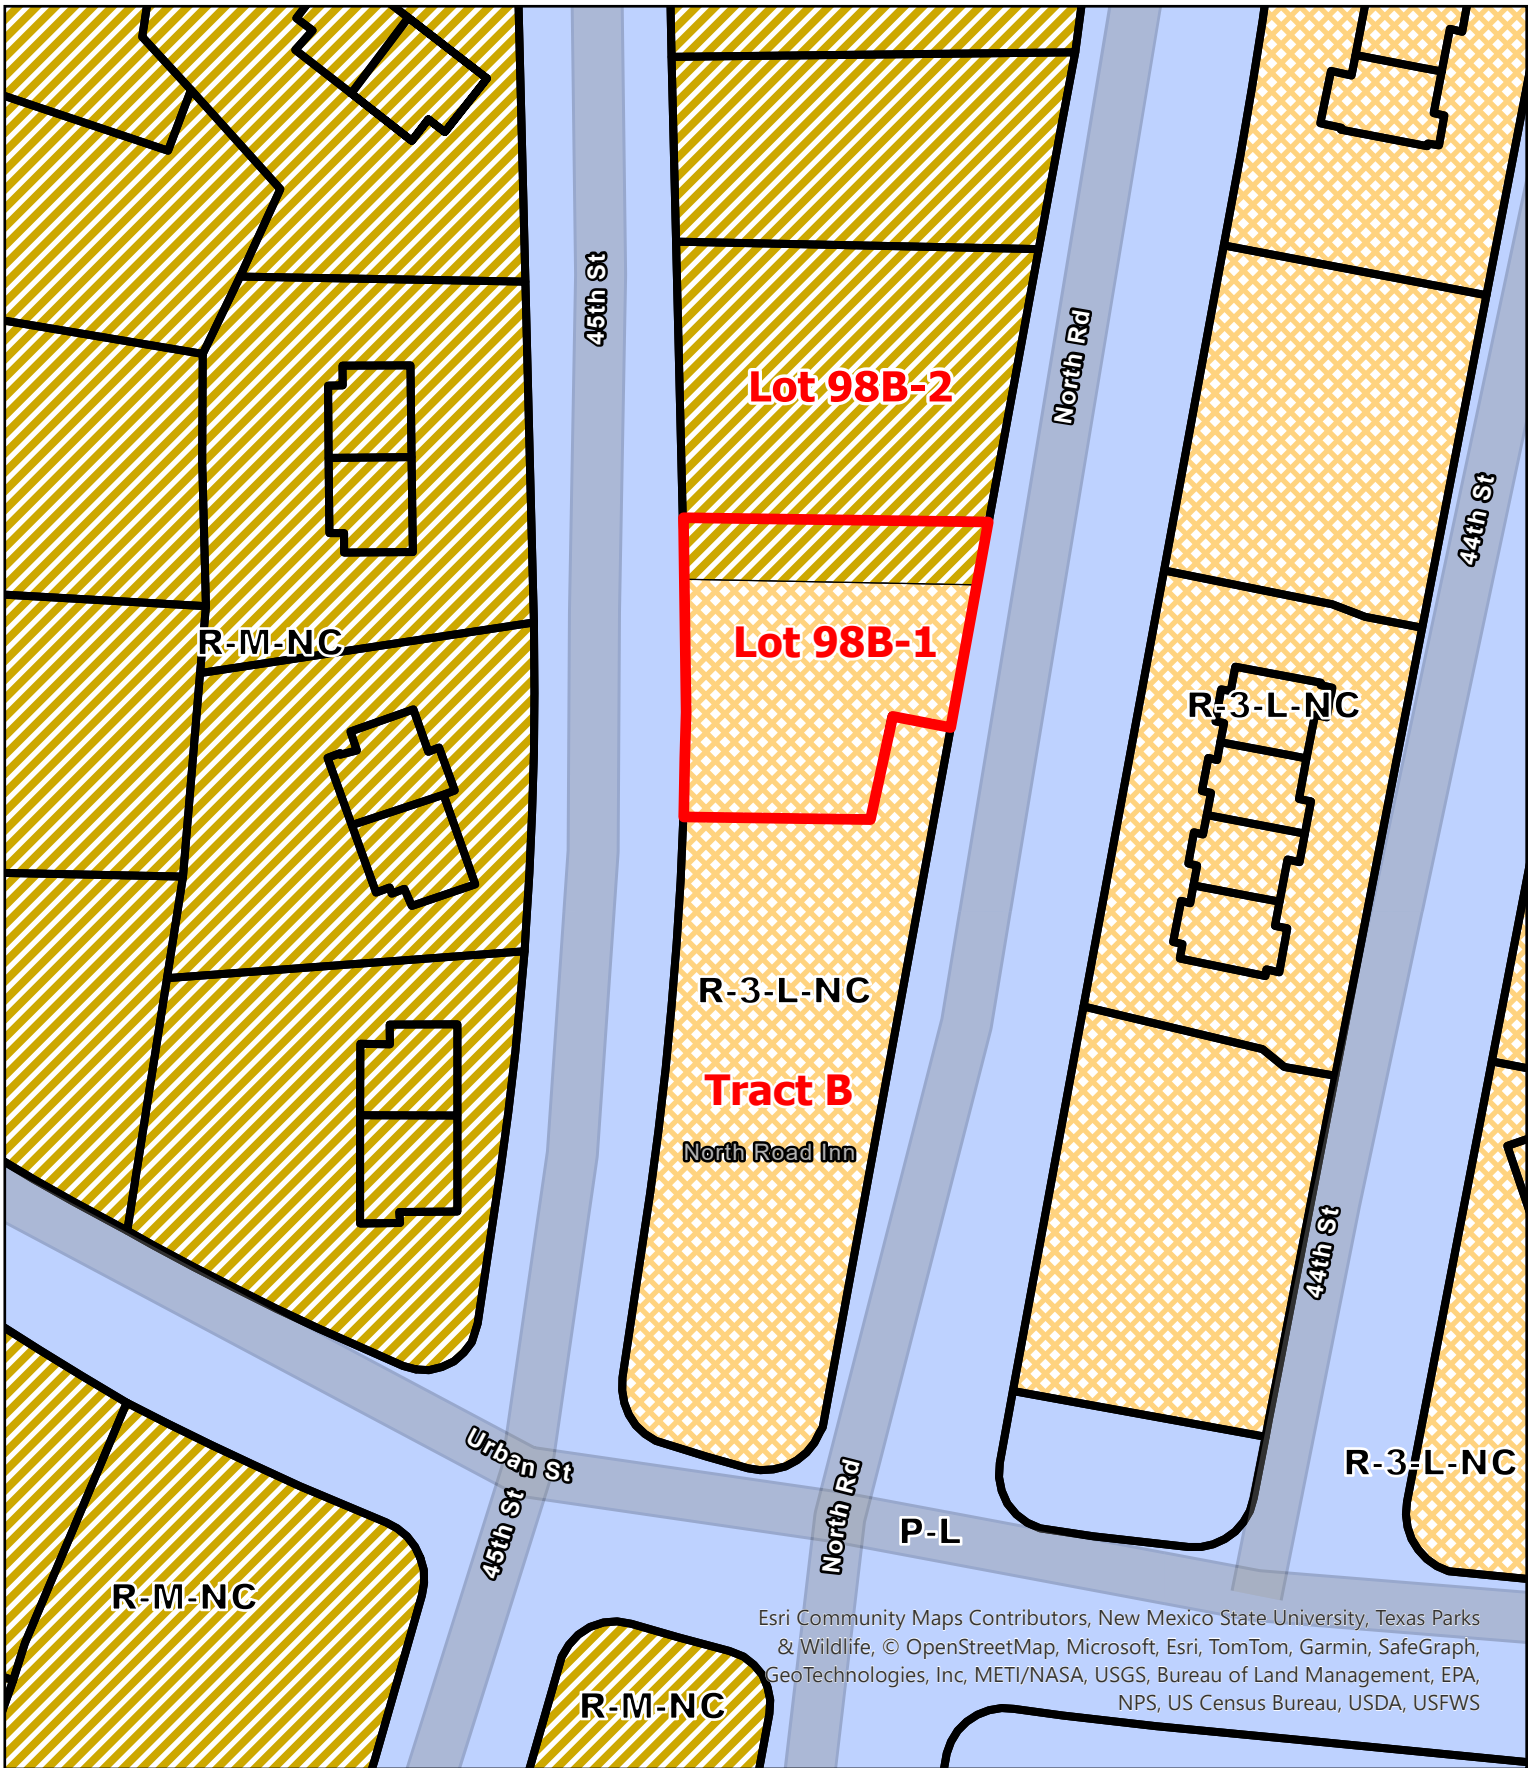 45th St
North Rd
Lot 98B-2
44th St
R-M-NC
Lot 98B-1
R-3-L-NC
R-3-L-NC
Tract B
North Road Inn
44th St
Urban St
45th St
North Rd
P-L
R-3-L-NC
R-M-NC
R-M-NC
Esri Community Maps Contributors, New Mexico State University, Texas Parks
& Wildlife, © OpenStreetMap, Microsoft, Esri, TomTom, Garmin, SafeGraph,
GeoTechnologies, Inc, METI/NASA, USGS, Bureau of Land Management, EPA,
NPS, US Census Bureau, USDA, USFWS